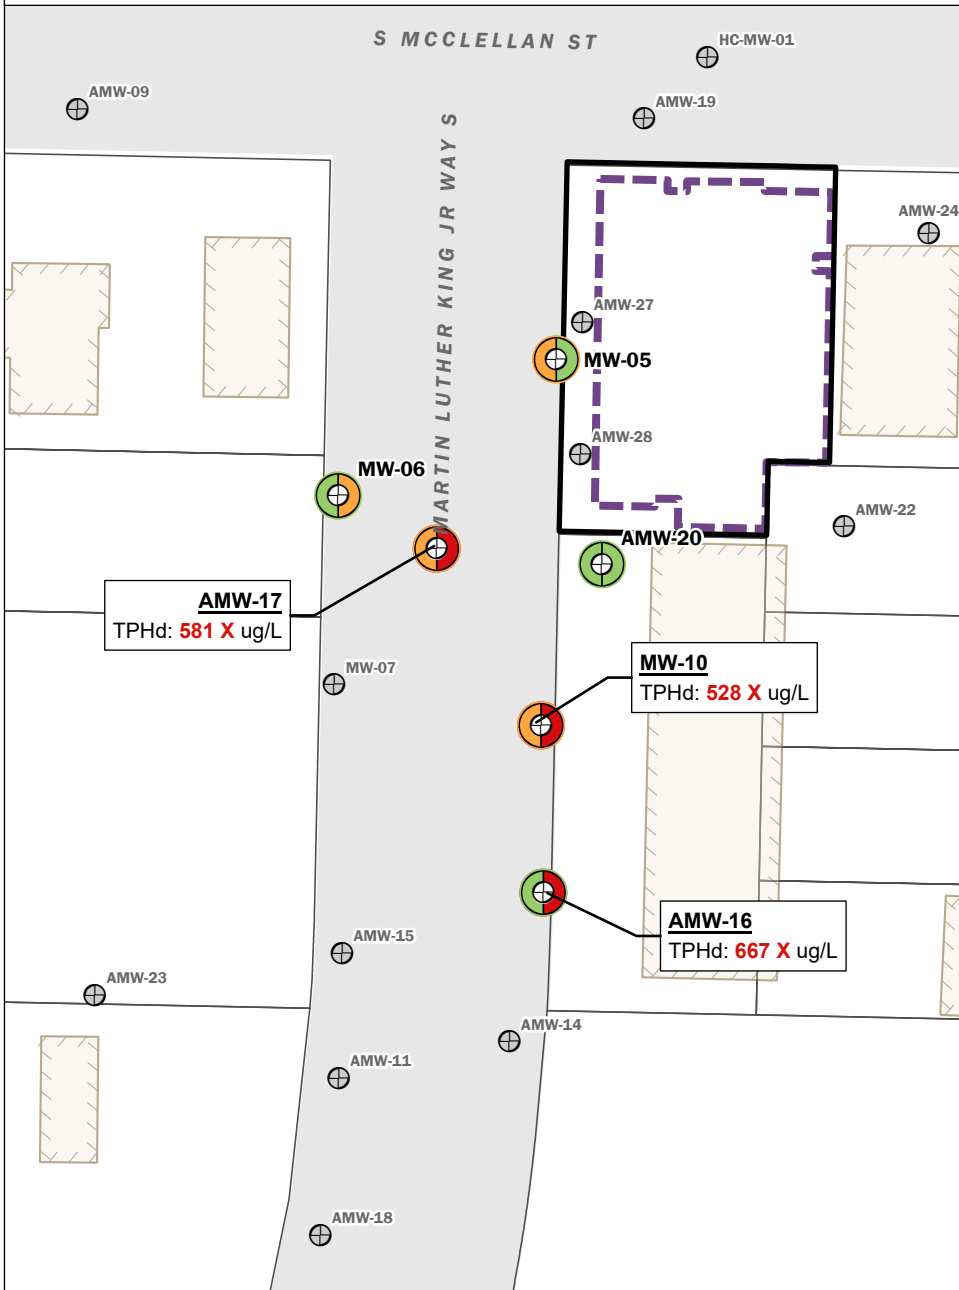 S MCCLELLAN ST
HC-MW-01
AMW-09
AMW-19
MARTIN LUTHER KING JR WAY S
AMW-24
AMW-27
MW-05
AMW-28
MW-06
AMW-22
AMW-20
AMW-17
TPHd: 581 X ug/L
MW-07
MW-10
TPHd: 528 X ug/L
AMW-16
TPHd: 667 X ug/L
AMW-15
AMW-23
AMW-14
AMW-11
AMW-18